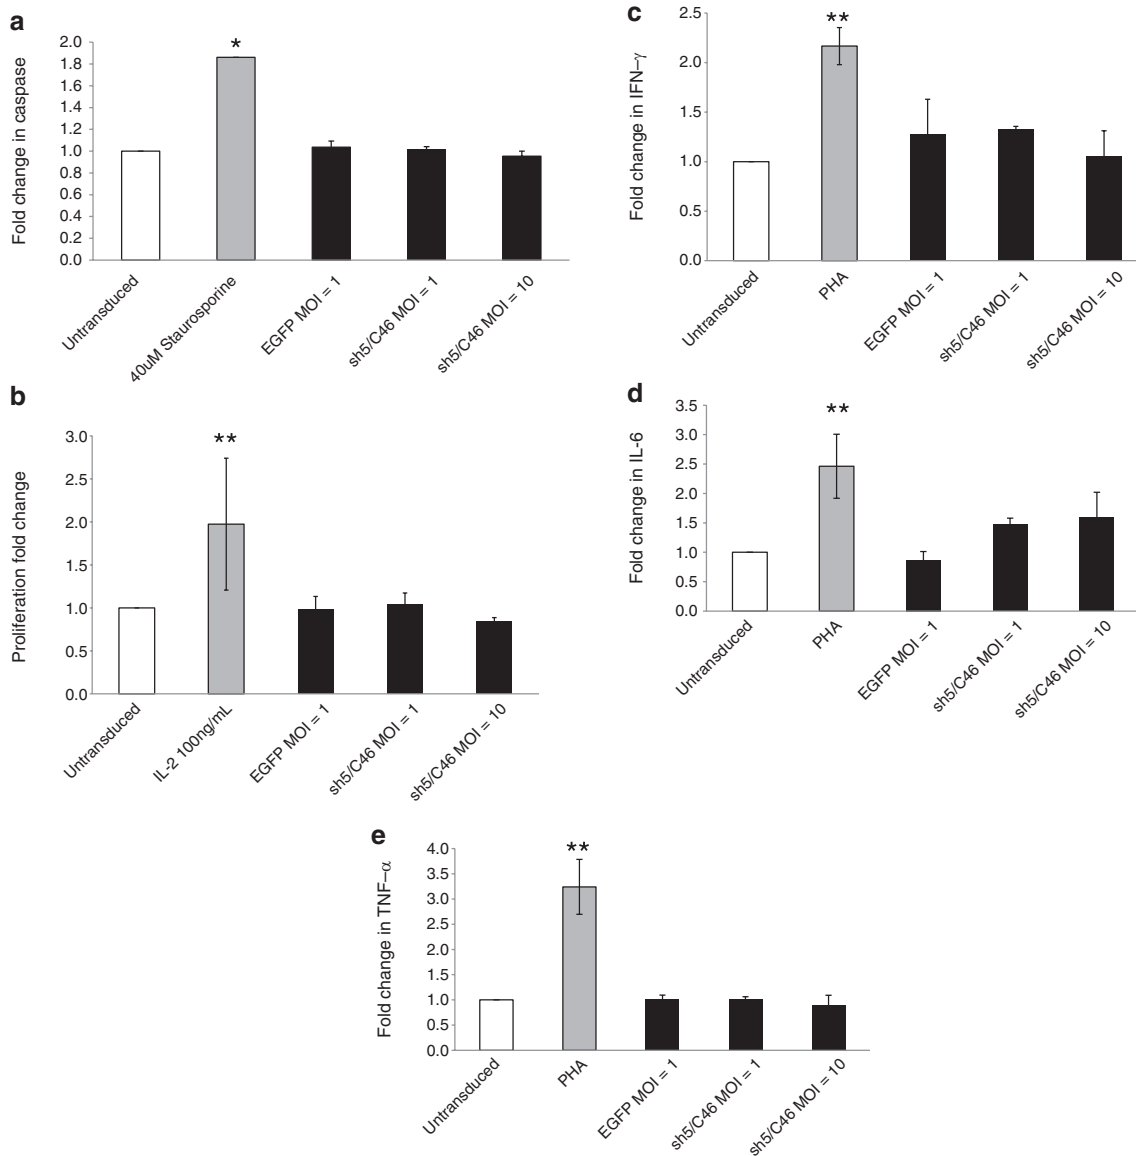 a
Fold change in caspase
2.0
1.8
1.6
1.4
1.2
1.0
0.8
0.6
0.4
0.2
0.0
*
Untransduced
40uM Staurosporine
EGFP MOI = 1
sh5/C46 MOI = 1
sh5/C46 MOI = 10
b
Proliferation fold change
3.0
2.5
2.0
1.5
1.0
0.5
0.0
**
Untransduced
IL-2 100ng/mL
EGFP MOI = 1
sh5/C46 MOI = 1
sh5/C46 MOI = 10
c
Fold change in IFN–γ
2.5
2.0
1.5
1.0
0.5
0.0
**
Untransduced
PHA
EGFP MOI = 1
sh5/C46 MOI = 1
sh5/C46 MOI = 10
d
Fold change in IL-6
3.5
3.0
2.5
2.0
1.5
1.0
0.5
0.0
**
Untransduced
PHA
EGFP MOI = 1
sh5/C46 MOI = 1
sh5/C46 MOI = 10
e
Fold change in TNF–α
4.0
3.5
3.0
2.5
2.0
1.5
1.0
0.5
0.0
**
Untransduced
PHA
EGFP MOI = 1
sh5/C46 MOI = 1
sh5/C46 MOI = 10